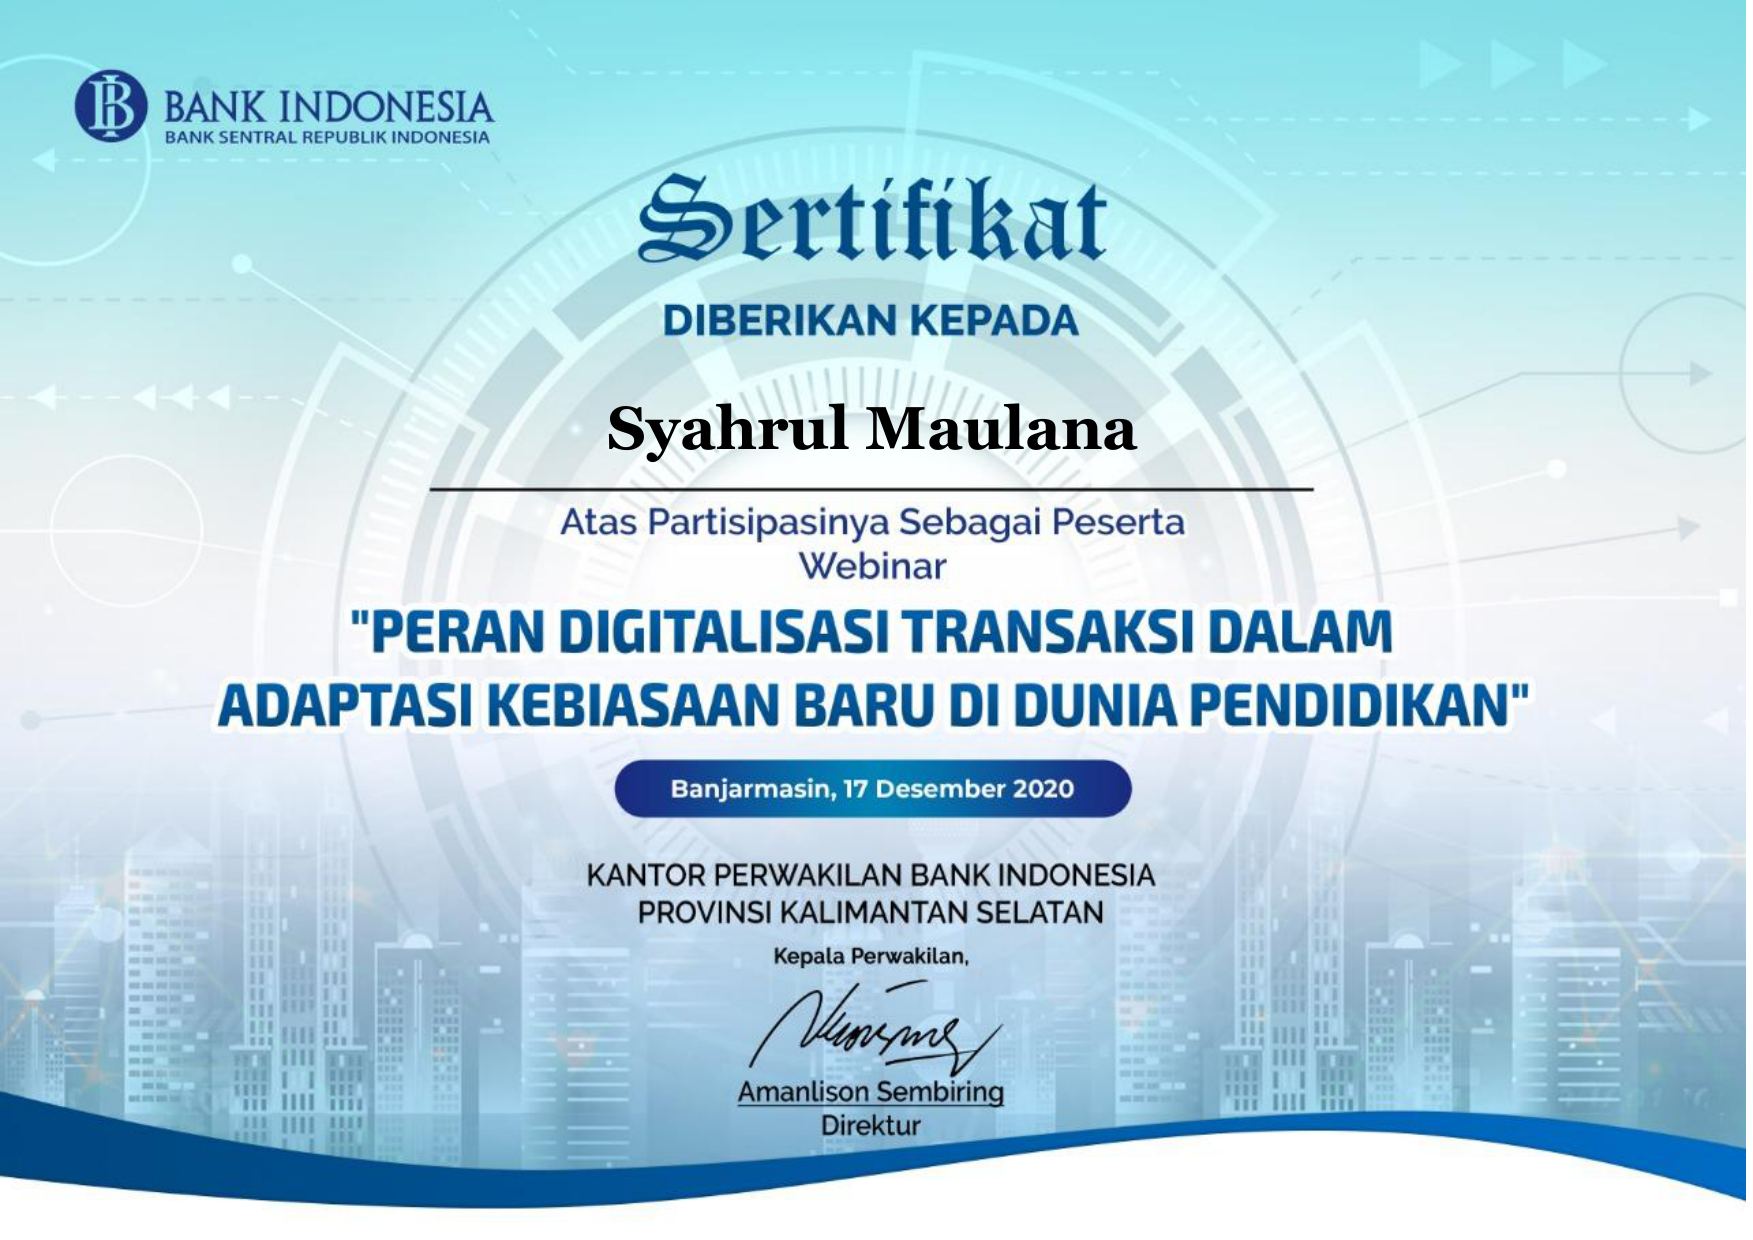 BANK INDONESIA
BANK SENTRAL REPUBLIK INDONESIA
Sertifikat
DIBERIKAN KEPADA
Syahrul Maulana
Atas Partisipasinya Sebagai Peserta
Webinar
"PERAN DIGITALISASI TRANSAKSI DALAM
ADAPTASI KEBIASAAN BARU DI DUNIA PENDIDIKAN"
Banjarmasin, 17 Desember 2020
KANTOR PERWAKILAN BANK INDONESIA
PROVINSI KALIMANTAN SELATAN
Kepala Perwakilan,
Amanlison Sembiring
Direktur